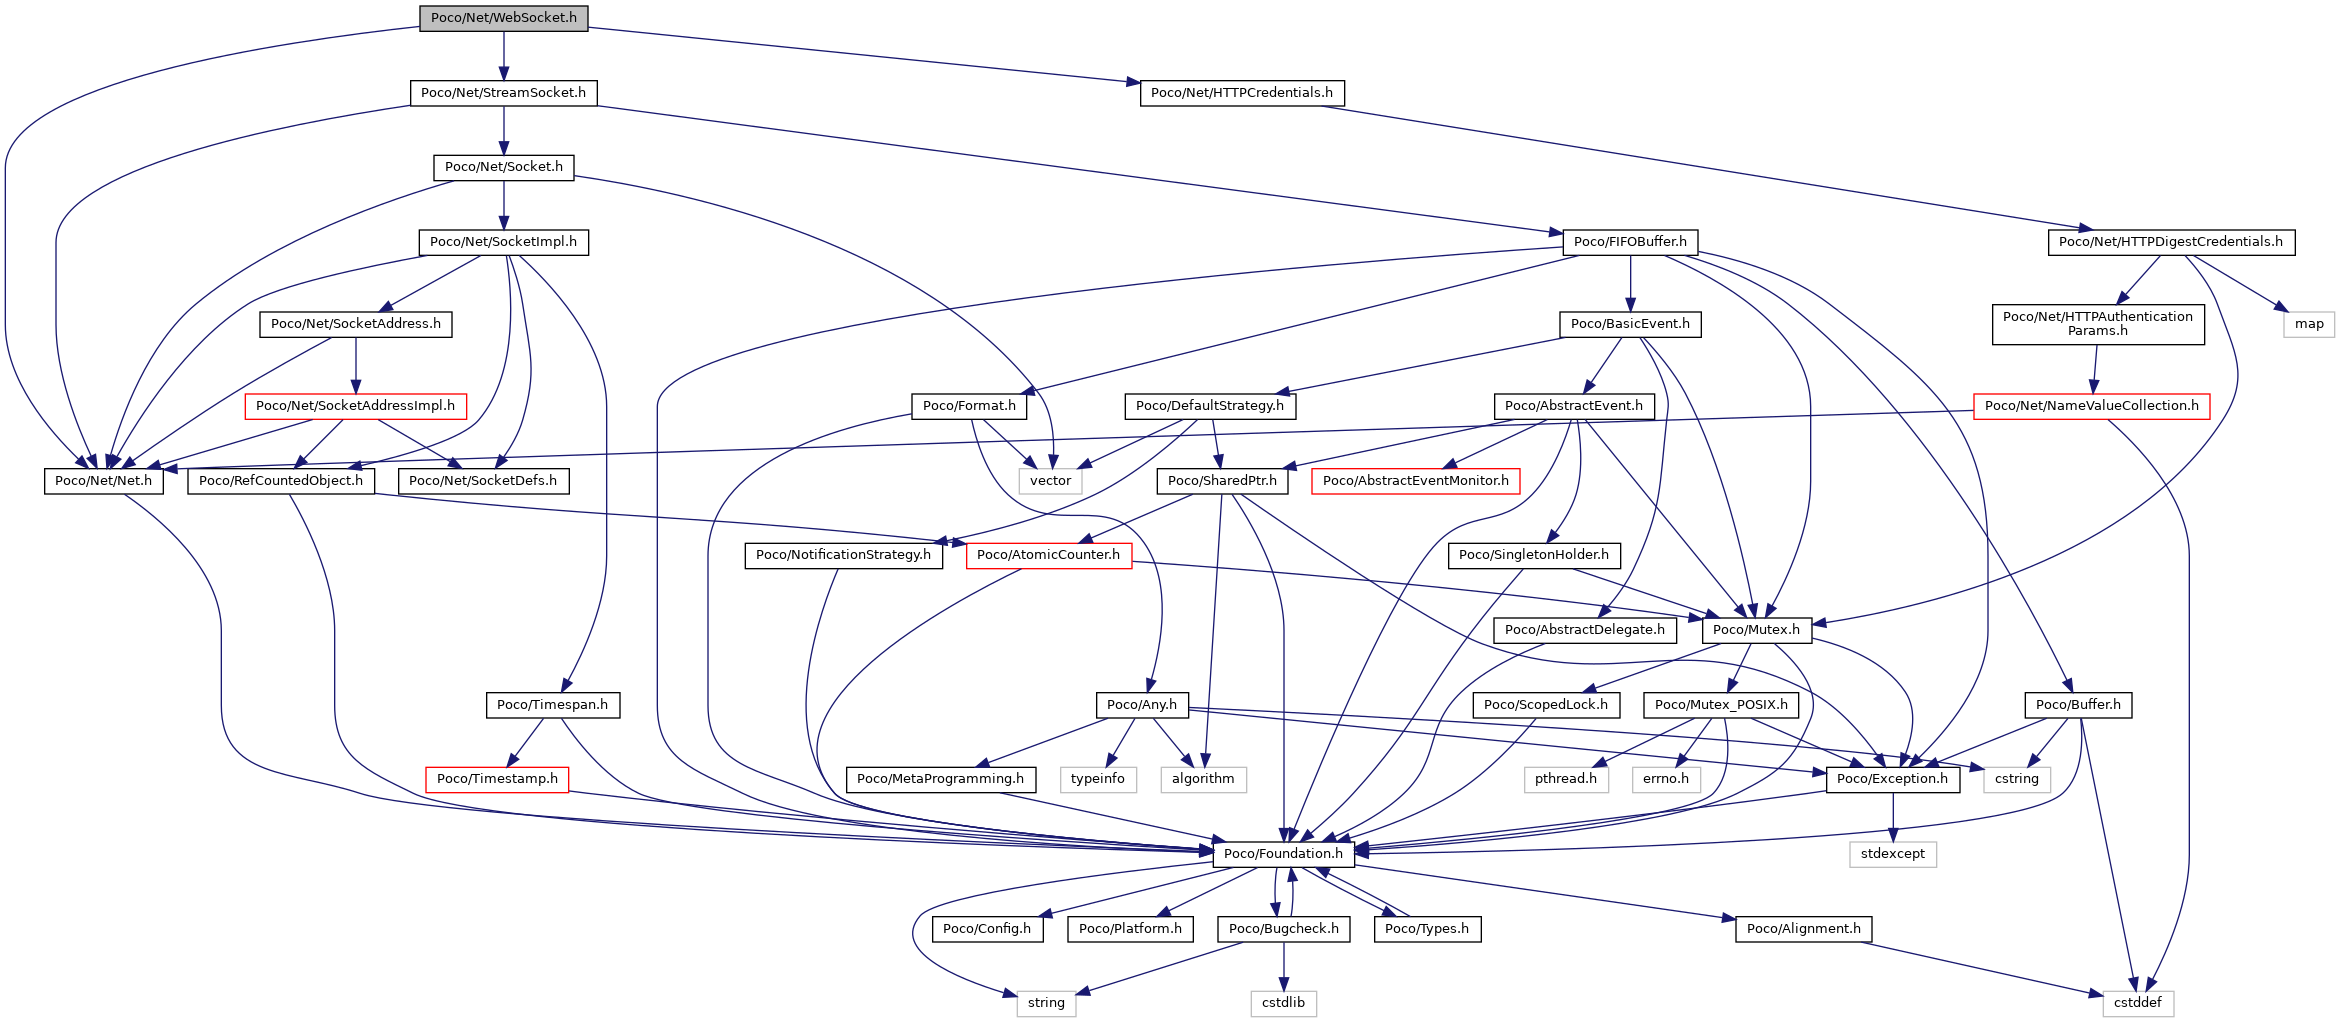 Poco/Net/WebSocket.h
Poco/Net/StreamSocket.h
Poco/Net/HTTPCredentials.h
Poco/Net/Socket.h
Poco/Net/SocketImpl.h
Poco/FIFOBuffer.h
Poco/Net/HTTPDigestCredentials.h
Poco/Net/SocketAddress.h
Poco/BasicEvent.h
Poco/Net/HTTPAuthentication
Params.h
map
Poco/Net/SocketAddressImpl.h
Poco/Format.h
Poco/DefaultStrategy.h
Poco/AbstractEvent.h
Poco/Net/NameValueCollection.h
Poco/Net/Net.h
Poco/RefCountedObject.h
Poco/Net/SocketDefs.h
vector
Poco/SharedPtr.h
Poco/AbstractEventMonitor.h
Poco/NotificationStrategy.h
Poco/AtomicCounter.h
Poco/SingletonHolder.h
Poco/AbstractDelegate.h
Poco/Mutex.h
Poco/Timespan.h
Poco/Any.h
Poco/ScopedLock.h
Poco/Mutex_POSIX.h
Poco/Buffer.h
Poco/Timestamp.h
Poco/MetaProgramming.h
typeinfo
algorithm
pthread.h
errno.h
Poco/Exception.h
cstring
Poco/Foundation.h
stdexcept
Poco/Config.h
Poco/Platform.h
Poco/Bugcheck.h
Poco/Types.h
Poco/Alignment.h
string
cstdlib
cstddef